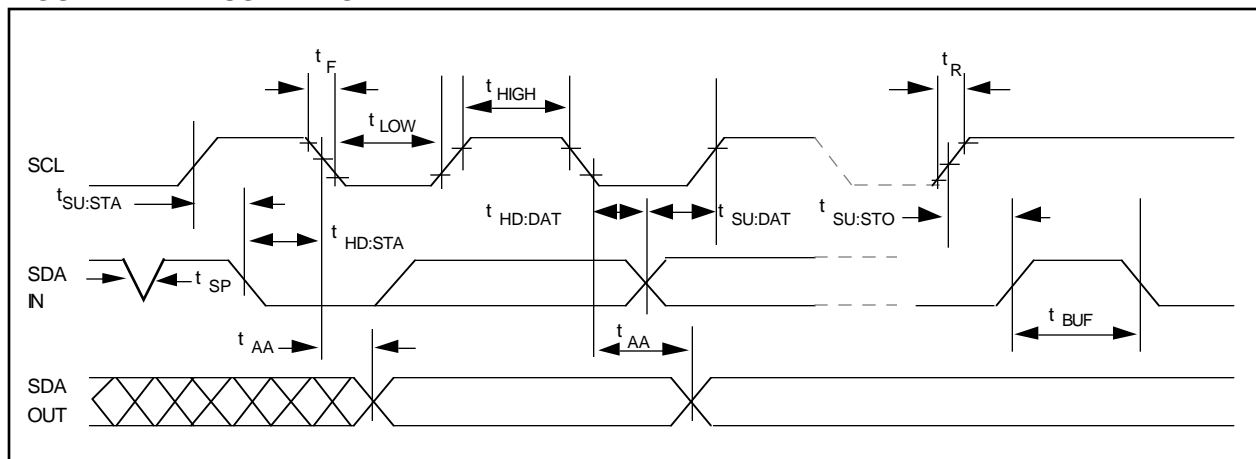 t F
t R
t HIGH
t LOW
SCL
t SU:STA
t HD:STA
t HD:DAT
t SU:DAT
t SU:STO
SDA
IN
t SP
t BUF
t AA
t AA
SDA
OUT